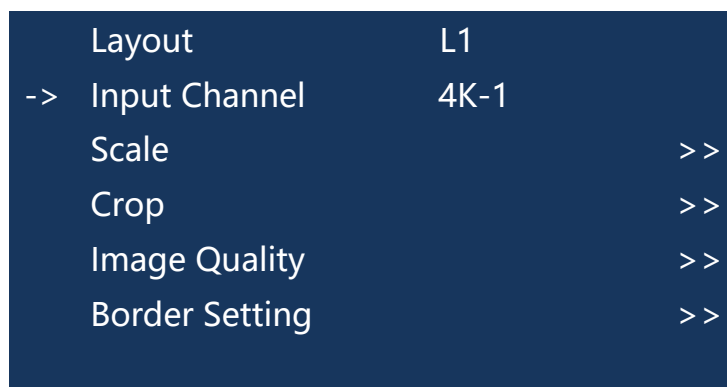 Layout L1
-> Input Channel 4K-1
Scale >>
Crop >>
Image Quality >>
Border Setting >>